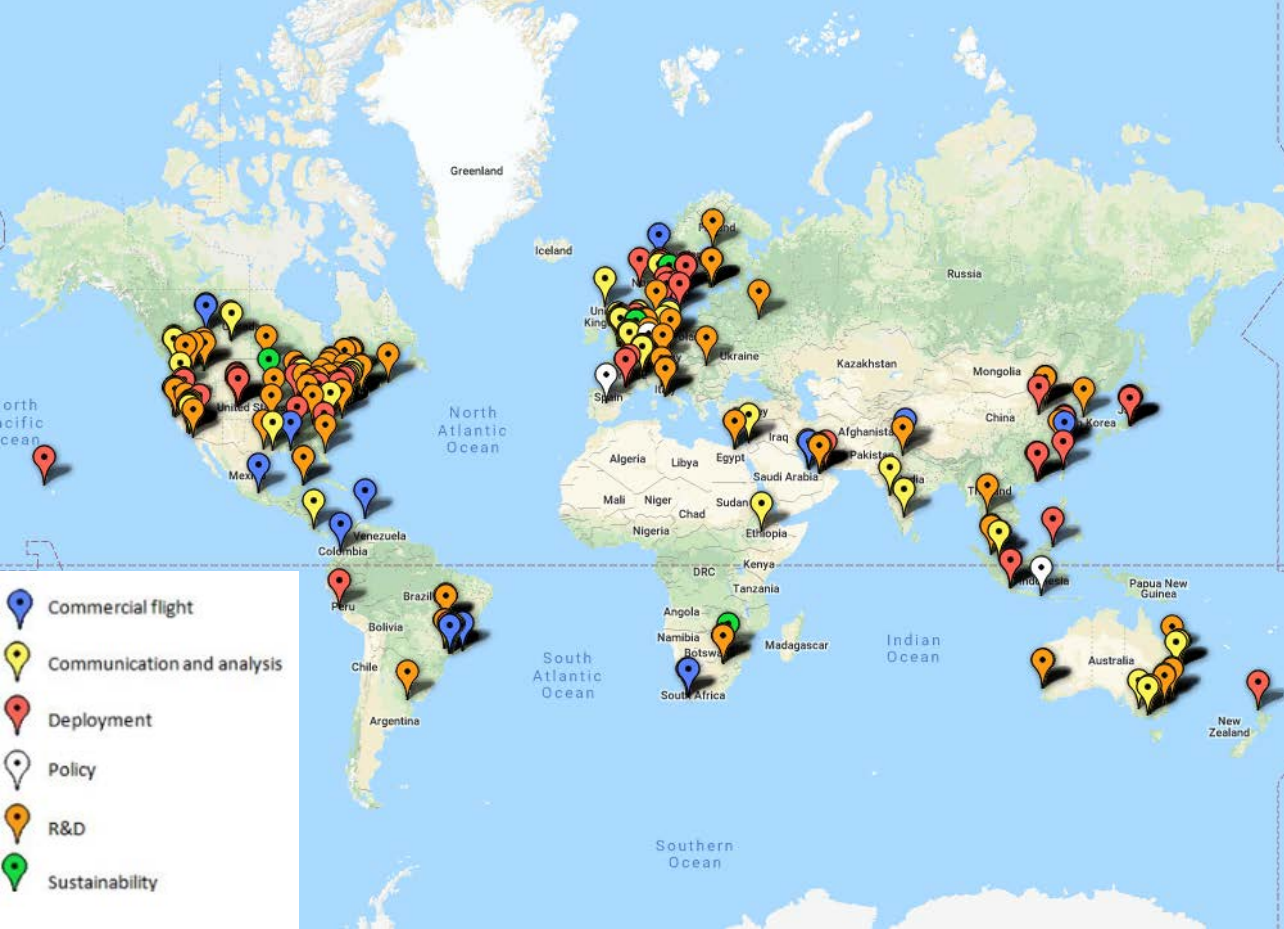 Greenland
Iceland
Russia
Ukraine
Kazakhstan
Mongolia
North
Atlantic
Ocean
Spain
China
Korea
Iraq
Afghanista
Pakistan
Algeria
Libya
Egypt
Saudi Arabia
Mali
Niger
Sudan
Chad
Nigeria
Ethiopia
Venezuela
Colombia
DRC
Kenya
Tanzania
Papua New
Guinea
Peru
Brazil
Bolivia
Angola
Namibia
Botsw
Madagascar
Indian
Ocean
Australia
Chile
South
Atlantic
Ocean
South Africa
Argentina
New
Zealand
Southern
Ocean
Commercial flight
Communication and analysis
Deployment
Policy
R&D
Sustainability